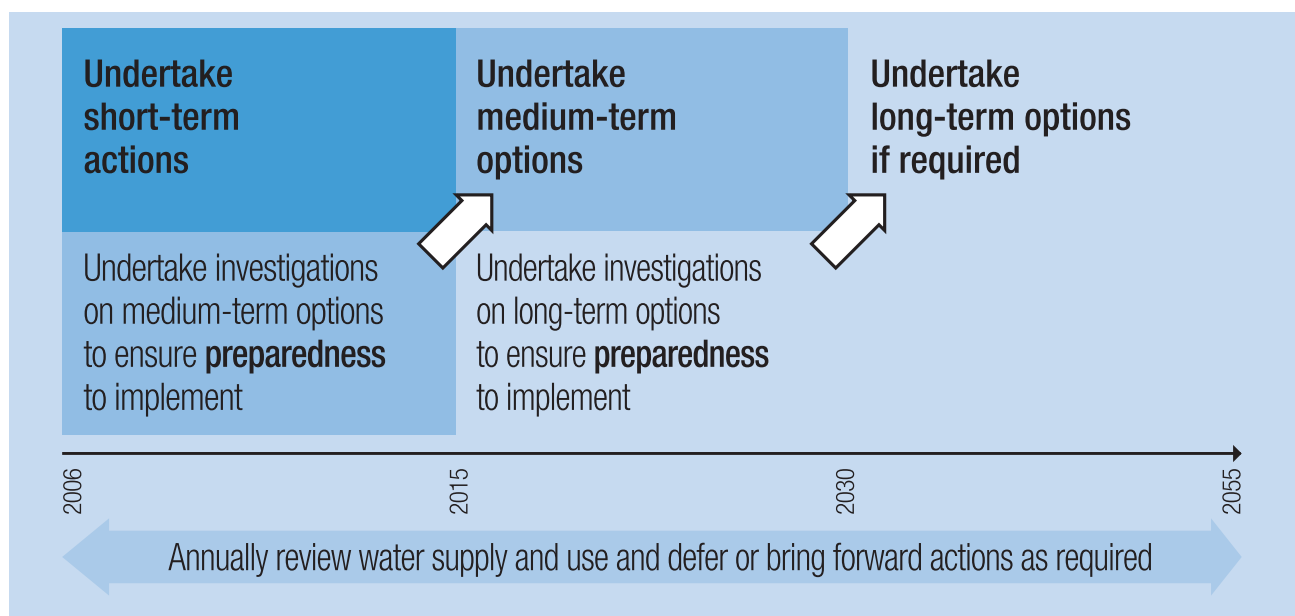 Undertake
short-term
actions
Undertake
medium-term
options
Undertake
long-term options
if required
Undertake investigations
on medium-term options
to ensure preparedness
to implement
Undertake investigations
on long-term options
to ensure preparedness
to implement
2006
2015
2030
2055
Annually review water supply and use and defer or bring forward actions as required